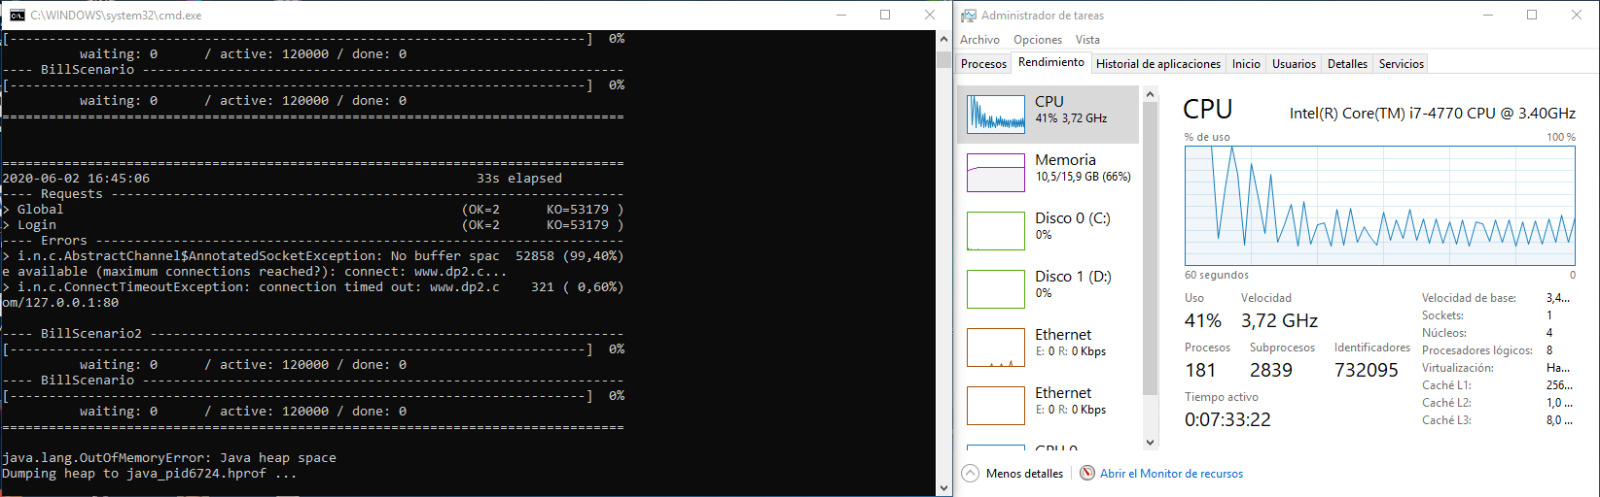 C:\WINDOWS\system32\cmd.exe
[--------------------------------------------------------------------------] 0%
waiting: 0 / active: 120000 / done: 0
---- BillScenario --------------------------------------------------------------
[--------------------------------------------------------------------------] 0%
waiting: 0 / active: 120000 / done: 0
================================================================================
================================================================================
2020-06-02 16:45:06 33s elapsed
---- Requests ------------------------------------------------------------------
> Global (OK=2 KO=53179 )
> Login (OK=2 KO=53179 )
---- Errors --------------------------------------------------------------------
> i.n.c.AbstractChannel$AnnotatedSocketException: No buffer spac 52858 (99,40%)
e available (maximum connections reached?): connect: www.dp2.c...
> i.n.c.ConnectTimeoutException: connection timed out: www.dp2.c 321 ( 0,60%)
om/127.0.0.1:80
---- BillScenario2 -------------------------------------------------------------
[--------------------------------------------------------------------------] 0%
waiting: 0 / active: 120000 / done: 0
---- BillScenario --------------------------------------------------------------
[--------------------------------------------------------------------------] 0%
waiting: 0 / active: 120000 / done: 0
================================================================================
java.lang.OutOfMemoryError: Java heap space
Dumping heap to java_pid6724.hprof ...
Administrador de tareas
Archivo Opciones Vista
Procesos Rendimiento Historial de aplicaciones Inicio Usuarios Detalles Servicios
CPU
41% 3,72 GHz
Memoria
10,5/15,9 GB (66%)
Disco 0 (C:)
0%
Disco 1 (D:)
0%
Ethernet
E: 0 R: 0 Kbps
Ethernet
E: 0 R: 0 Kbps
GPU 0
CPU Intel(R) Core(TM) i7-4770 CPU @ 3.40GHz
% de uso 100 %
60 segundos 0
Uso Velocidad
41% 3,72 GHz
Procesos Subprocesos Identificadores
181 2839 732095
Tiempo activo
0:07:33:22
Velocidad de base: 3,4...
Sockets: 1
Núcleos: 4
Procesadores lógicos: 8
Virtualización: Ha...
Caché L1: 256...
Caché L2: 1,0 ...
Caché L3: 8,0 ...
Menos detalles Abrir el Monitor de recursos